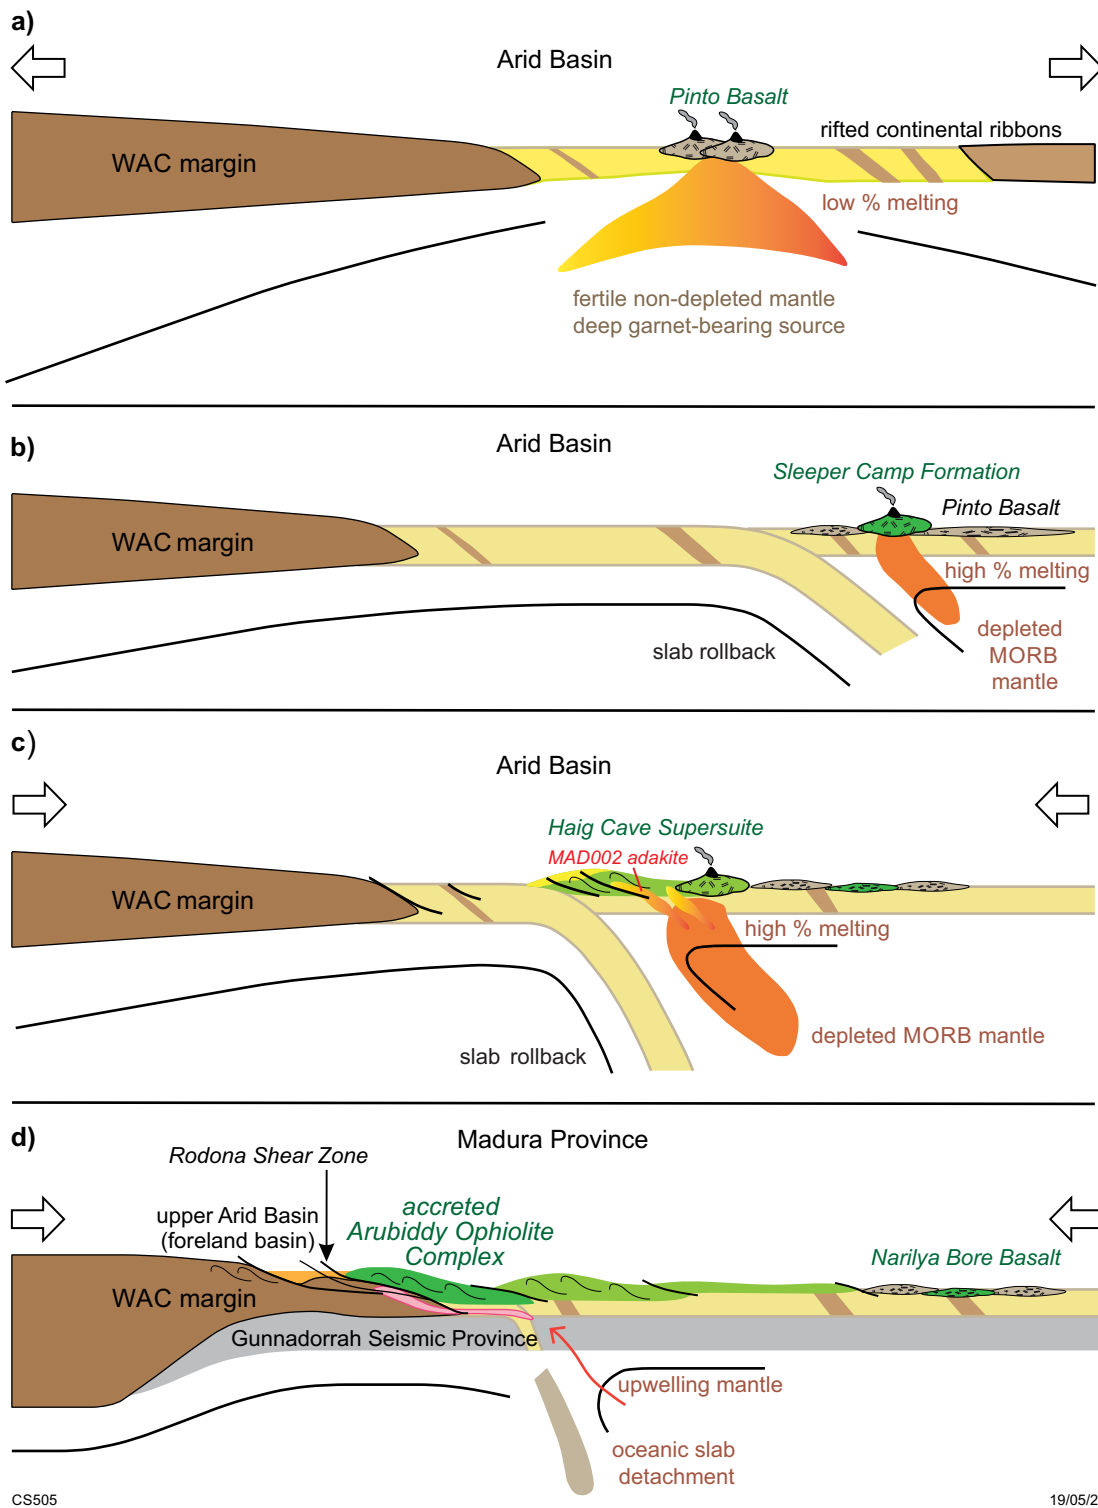 a)
Arid Basin
Pinto Basalt
rifted continental ribbons
WAC margin
low % melting
fertile non-depleted mantle
deep garnet-bearing source
b)
Arid Basin
Sleeper Camp Formation
Pinto Basalt
WAC margin
high % melting
depleted
MORB
mantle
slab rollback
c)
Arid Basin
Haig Cave Supersuite
MAD002 adakite
WAC margin
high % melting
depleted MORB mantle
slab rollback
d)
Madura Province
Rodona Shear Zone
accreted
Arubiddy Ophiolite
Complex
upper Arid Basin
(foreland basin)
Narilya Bore Basalt
WAC margin
Gunnadorrah Seismic Province
upwelling mantle
oceanic slab
detachment
CS505
19/05/2